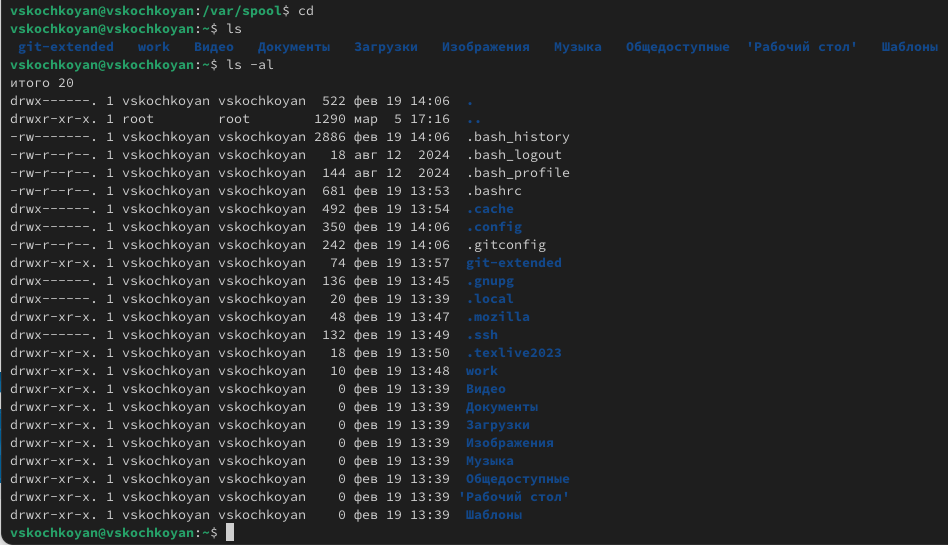 vskochkoyan@vskochkoyan:/var/spool$ cd
vskochkoyan@vskochkoyan:~$ ls
git-extended   work   Видео   Документы   Загрузки   Изображения   Музыка   Общедоступные  'Рабочий стол'   Шаблоны
vskochkoyan@vskochkoyan:~$ ls -al
итого 20
drwx------. 1 vskochkoyan vskochkoyan  522 фев 19 14:06  .
drwxr-xr-x. 1 root        root        1290 мар  5 17:16  ..
-rw-------. 1 vskochkoyan vskochkoyan 2886 фев 19 14:06  .bash_history
-rw-r--r--. 1 vskochkoyan vskochkoyan   18 авг 12  2024  .bash_logout
-rw-r--r--. 1 vskochkoyan vskochkoyan  144 авг 12  2024  .bash_profile
-rw-r--r--. 1 vskochkoyan vskochkoyan  681 фев 19 13:53  .bashrc
drwx------. 1 vskochkoyan vskochkoyan  492 фев 19 13:54  .cache
drwx------. 1 vskochkoyan vskochkoyan  350 фев 19 14:06  .config
-rw-r--r--. 1 vskochkoyan vskochkoyan  242 фев 19 14:06  .gitconfig
drwxr-xr-x. 1 vskochkoyan vskochkoyan   74 фев 19 13:57  git-extended
drwx------. 1 vskochkoyan vskochkoyan  136 фев 19 13:45  .gnupg
drwx------. 1 vskochkoyan vskochkoyan   20 фев 19 13:39  .local
drwxr-xr-x. 1 vskochkoyan vskochkoyan   48 фев 19 13:47  .mozilla
drwx------. 1 vskochkoyan vskochkoyan  132 фев 19 13:49  .ssh
drwxr-xr-x. 1 vskochkoyan vskochkoyan   18 фев 19 13:50  .texlive2023
drwxr-xr-x. 1 vskochkoyan vskochkoyan   10 фев 19 13:48  work
drwxr-xr-x. 1 vskochkoyan vskochkoyan    0 фев 19 13:39  Видео
drwxr-xr-x. 1 vskochkoyan vskochkoyan    0 фев 19 13:39  Документы
drwxr-xr-x. 1 vskochkoyan vskochkoyan    0 фев 19 13:39  Загрузки
drwxr-xr-x. 1 vskochkoyan vskochkoyan    0 фев 19 13:39  Изображения
drwxr-xr-x. 1 vskochkoyan vskochkoyan    0 фев 19 13:39  Музыка
drwxr-xr-x. 1 vskochkoyan vskochkoyan    0 фев 19 13:39  Общедоступные
drwxr-xr-x. 1 vskochkoyan vskochkoyan    0 фев 19 13:39 'Рабочий стол'
drwxr-xr-x. 1 vskochkoyan vskochkoyan    0 фев 19 13:39  Шаблоны
vskochkoyan@vskochkoyan:~$